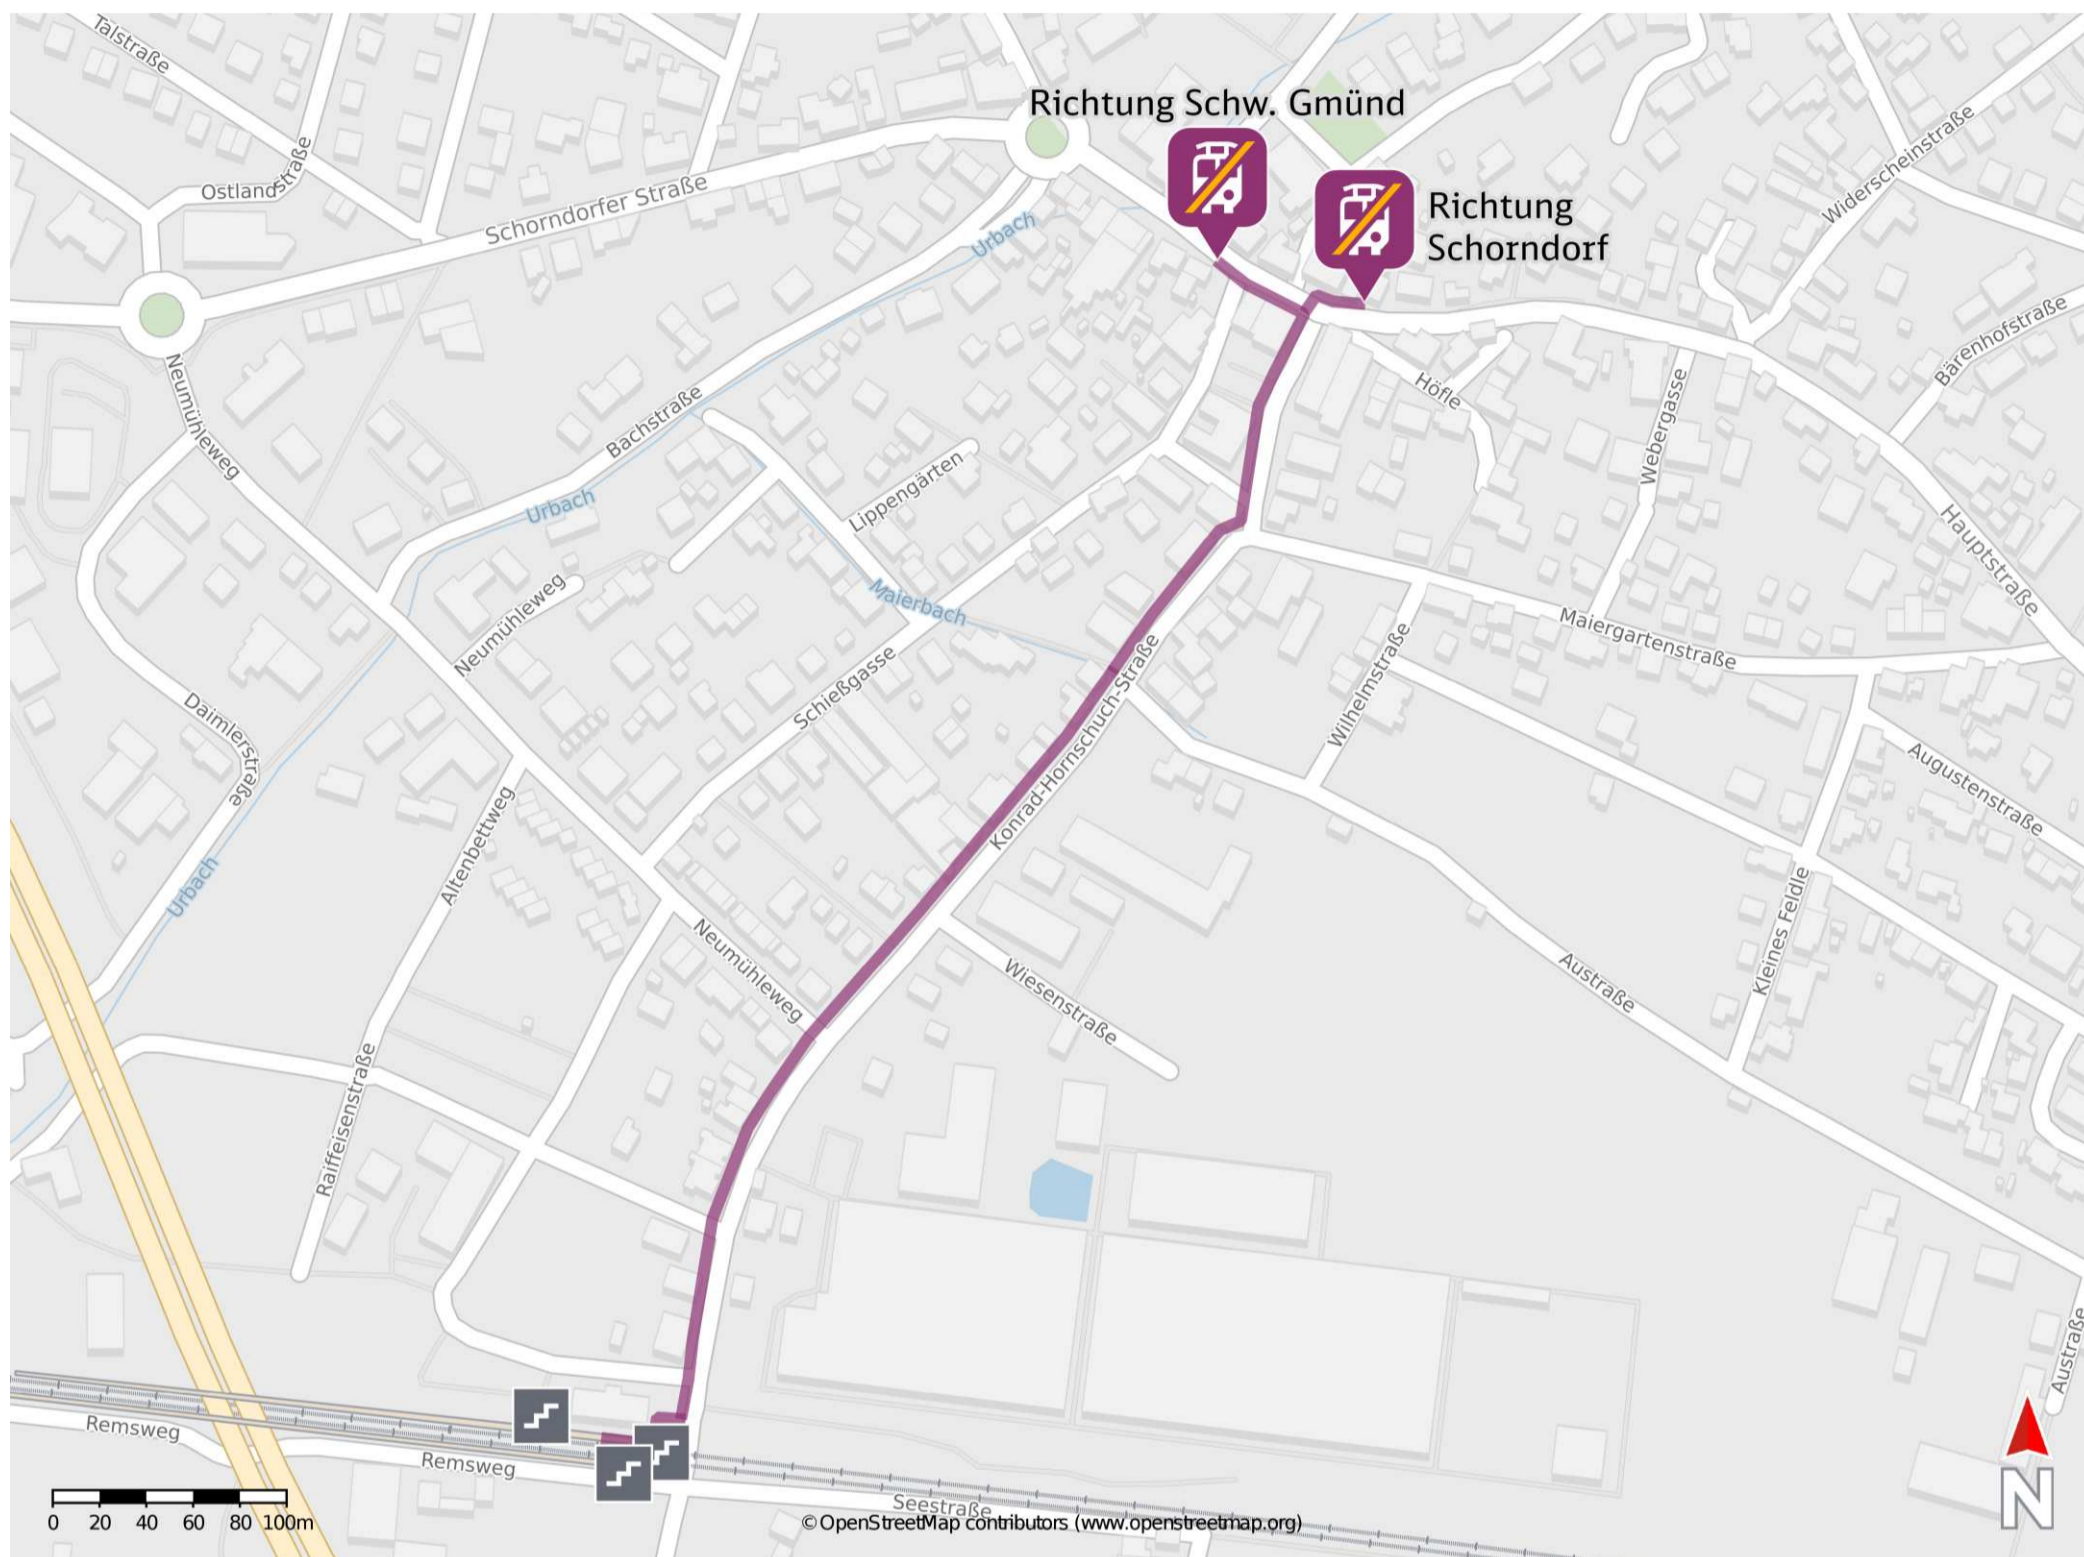 Talstraße
Richtung Schw. Gmünd
Ostlandstraße
Schorndorfer Straße
Richtung
Schorndorf
Widerscheinstraße
Urbach
Bärenhofstraße
Neumühleweg
Bachstraße
Höfle
Webergasse
Lippengärten
Urbach
Hauptstraße
Neumühleweg
Maierbach
Maiergartenstraße
Schießgasse
Wilhelmstraße
Konrad-Hornschuch-Straße
Daimlerstraße
Augustenstraße
Altenbettweg
Urbach
Neumühleweg
Wiesenstraße
Kleines Feldle
Austraße
Raiffeisenstraße
Austraße
Remsweg
Remsweg
Seestraße
0 20 40 60 80 100m
© OpenStreetMap contributors (www.openstreetmap.org)
N